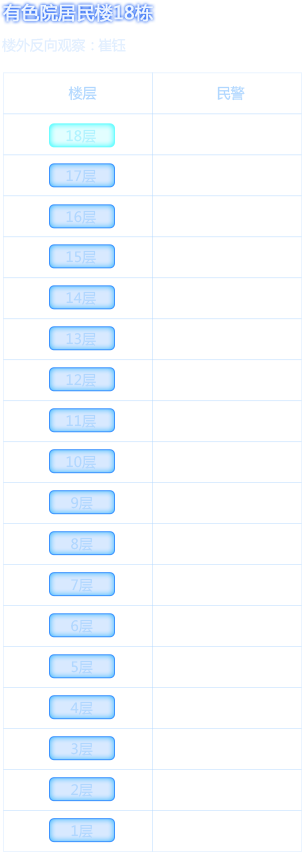 有色院居民楼18栋
楼外反向观察：崔钰
楼层 民警
18层
17层
16层
15层
14层
13层
12层
11层
10层
9层
8层
7层
6层
5层
4层
3层
2层
1层